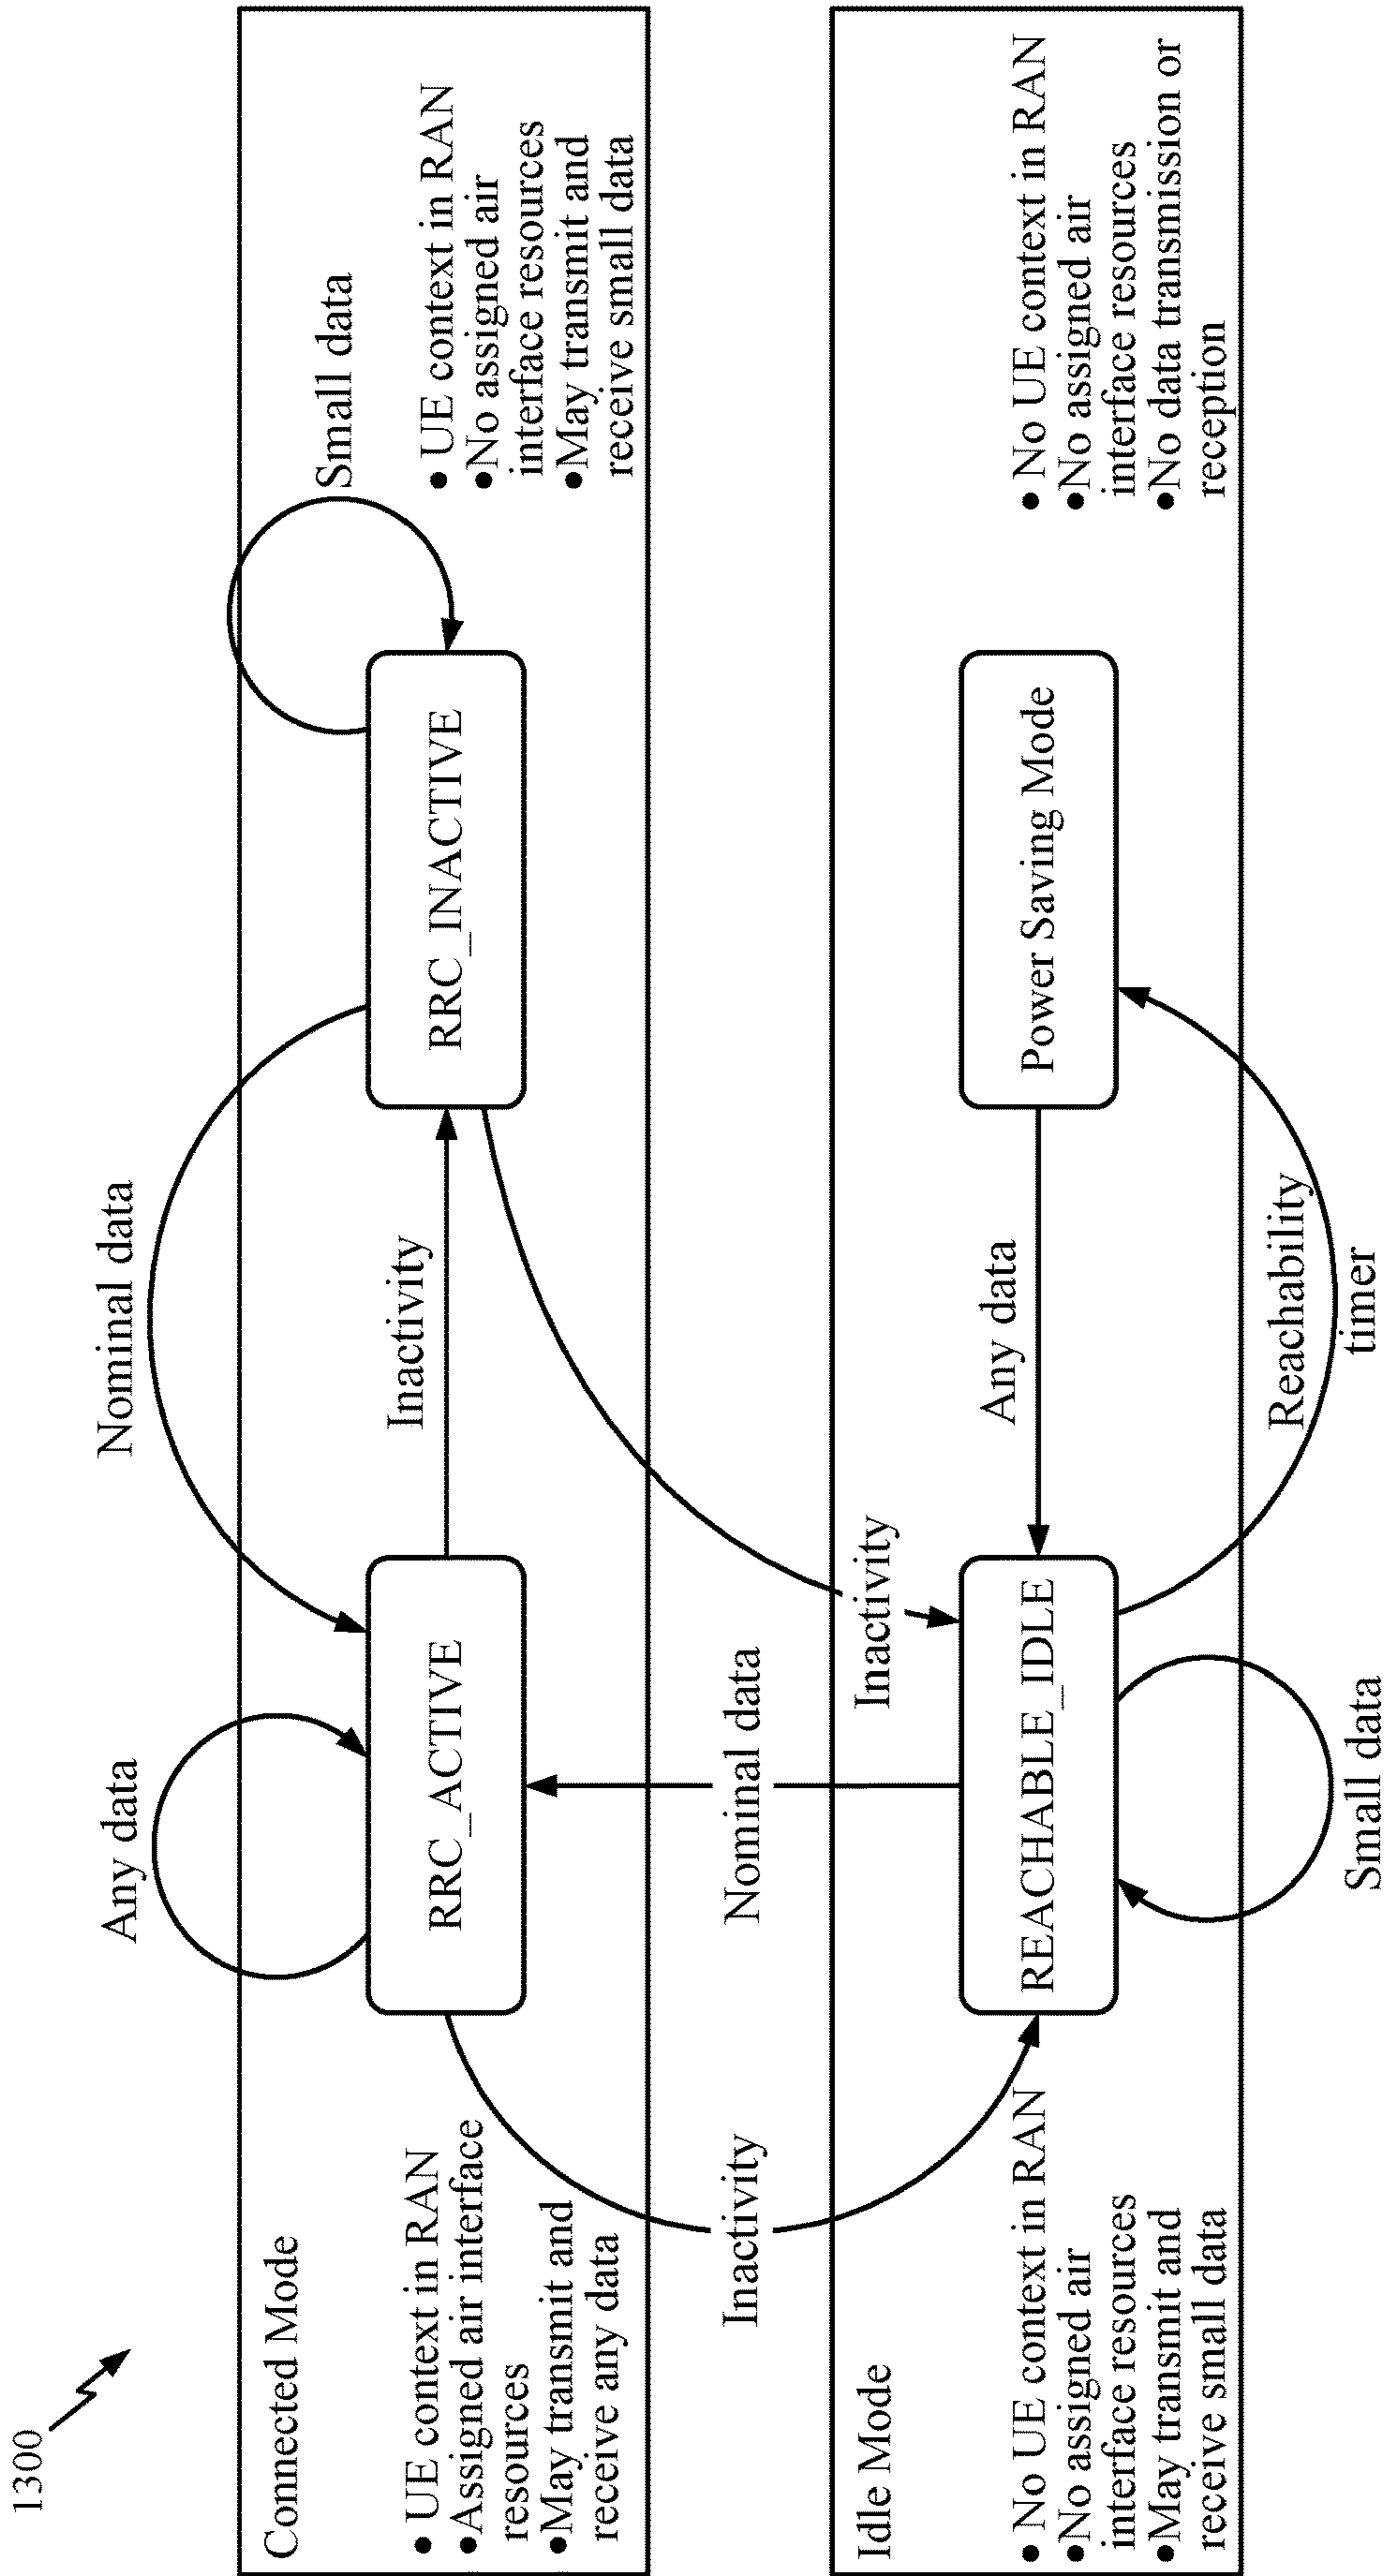 1300
Connected Mode
Any data
Nominal data
Small data
RRC_ACTIVE
Inactivity
RRC_INACTIVE
● UE context in RAN
● Assigned air interface
resources
● May transmit and
receive any data
● UE context in RAN
● No assigned air
interface resources
● May transmit and
receive small data
Inactivity
Nominal data
Inactivity
Idle Mode
REACHABLE_IDLE
Any data
Power Saving Mode
● No UE context in RAN
● No assigned air
interface resources
● May transmit and
receive small data
● No UE context in RAN
● No assigned air
interface resources
● No data transmission or
reception
Small data
Reachability
timer